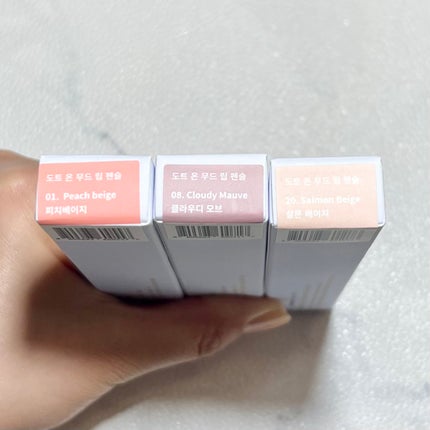 도트 온 무드 립 펜슬
01. Peach beige
피치베이지
도트 온 무드 립 펜슬
08. Cloudy Mauve
클라우디 모브
도트 온 무드 립 펜슬
20. Salmon Beige
살몬 베이지